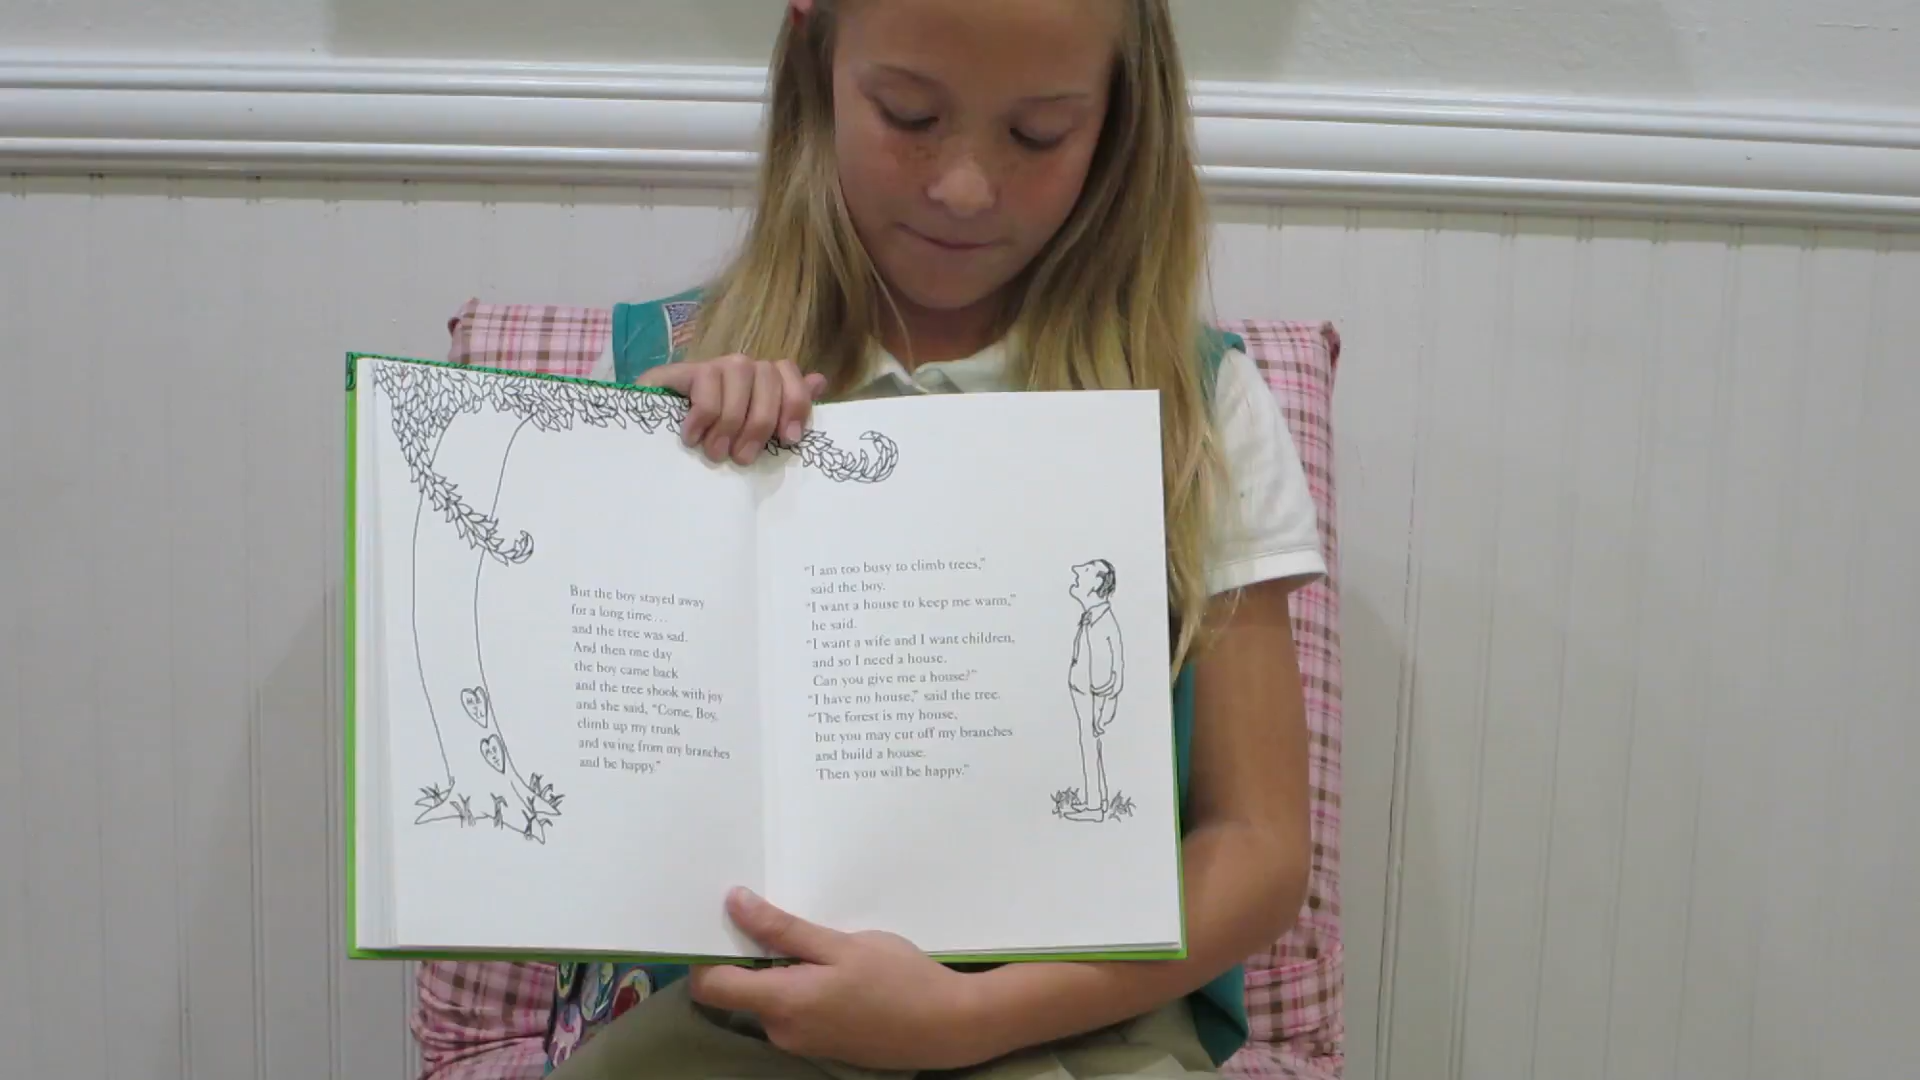 But the boy stayed away
for a long time...
and the tree was sad.
And then one day
the boy came back
and the tree shook with joy
and she said, "Come, Boy,
climb up my trunk
and swing from my branches
and be happy."
"I am too busy to climb trees,"
said the boy.
"I want a house to keep me warm,"
he said.
"I want a wife and I want children,
and so I need a house.
Can you give me a house?"
"I have no house," said the tree.
"The forest is my house,
but you may cut off my branches
and build a house.
Then you will be happy."